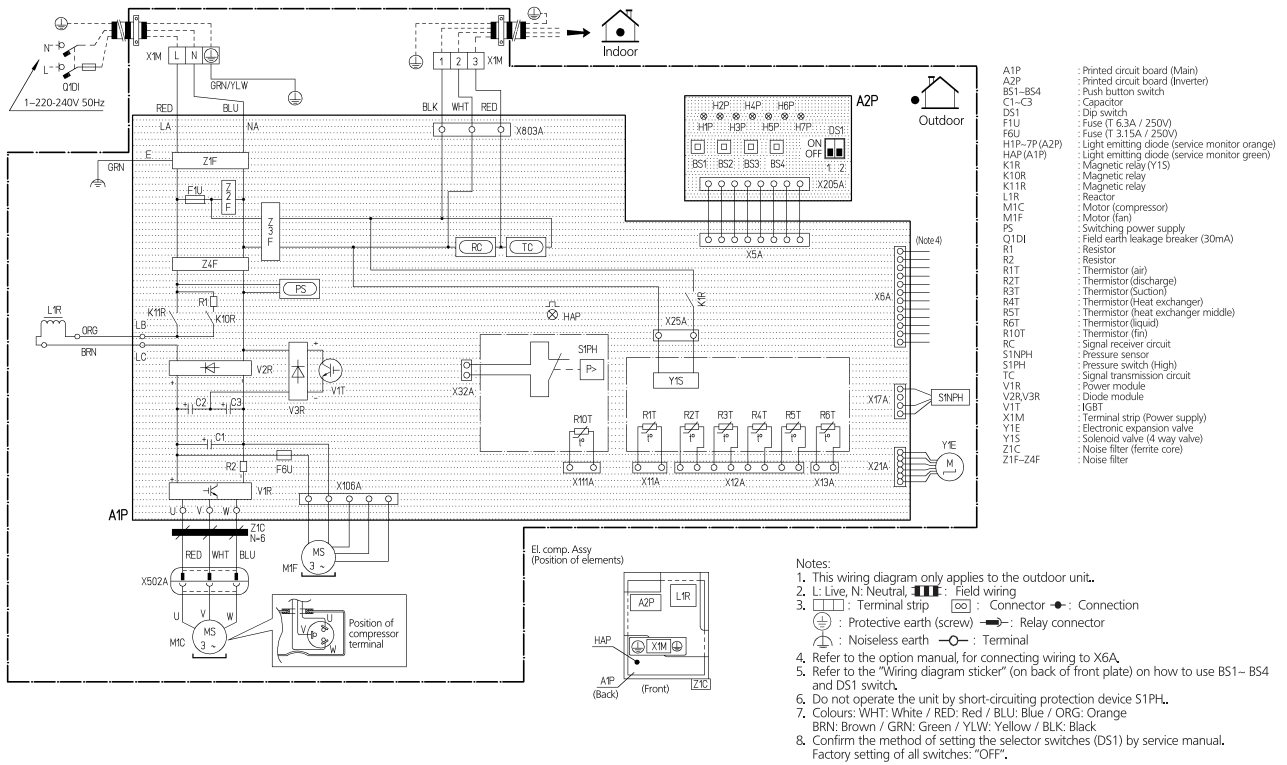 N
L
Q1DI
1~220-240V 50Hz
X1M
L N
GRN/YLW
RED
BLU
LA
NA
Indoor
1 2 3
X1M
BLK
WHT
RED
X803A
Outdoor
A2P
H2P H4P H6P
H1P H3P H5P H7P
DS1
ON
OFF
BS1 BS2 BS3 BS4
1 2
X205A
X5A
E
GRN
Z1F
F1U
Z2F
Z3F
RC
TC
(Note 4)
Z4F
PS
R1
K11R
K10R
K1R
X6A
L1R
ORG
BRN
LB
LC
HAP
X25A
+
V2R
+
-
V3R
V1T
S1PH
P>
X32A
Y1S
X17A
S1NPH
+
C2
+
C3
R10T
t°
R1T
t°
R2T
t°
R3T
t°
R4T
t°
R5T
t°
R6T
t°
+
C1
R2
F6U
X111A
X11A
X12A
X13A
X21A
Y1E
M
+
-
V1R
X106A
A1P
U V W
Z1C
N=6
RED
WHT
BLU
MS
3 ~
M1F
X502A
U
V
W
MS
3 ~
M1C
U
V
W
Position of
compressor
terminal
El. comp. Assy
(Position of elements)
A2P
L1R
HAP
X1M
A1P
(Back)
(Front)
Z1C
A1P : Printed circuit board (Main)
A2P : Printed circuit board (Inverter)
BS1~BS4 : Push button switch
C1~C3 : Capacitor
DS1 : Dip switch
F1U : Fuse (T 6.3A / 250V)
F6U : Fuse (T 3.15A / 250V)
H1P~7P (A2P) : Light emitting diode (service monitor orange)
HAP (A1P) : Light emitting diode (service monitor green)
K1R : Magnetic relay (Y1S)
K10R : Magnetic relay
K11R : Magnetic relay
L1R : Reactor
M1C : Motor (compressor)
M1F : Motor (fan)
PS : Switching power supply
Q1DI : Field earth leakage breaker (30mA)
R1 : Resistor
R2 : Resistor
R1T : Thermistor (air)
R2T : Thermistor (discharge)
R3T : Thermistor (Suction)
R4T : Thermistor (Heat exchanger)
R5T : Thermistor (heat exchanger middle)
R6T : Thermistor (liquid)
R10T : Thermistor (fin)
RC : Signal receiver circuit
S1NPH : Pressure sensor
S1PH : Pressure switch (High)
TC : Signal transmission circuit
V1R : Power module
V2R,V3R : Diode module
V1T : IGBT
X1M : Terminal strip (Power supply)
Y1E : Electronic expansion valve
Y1S : Solenoid valve (4 way valve)
Z1C : Noise filter (ferrite core)
Z1F~Z4F : Noise filter
Notes:
1. This wiring diagram only applies to the outdoor unit..
2. L: Live, N: Neutral, : Field wiring
3. : Terminal strip : Connector : Connection
: Protective earth (screw) : Relay connector
: Noiseless earth : Terminal
4. Refer to the option manual, for connecting wiring to X6A.
5. Refer to the "Wiring diagram sticker" (on back of front plate) on how to use BS1~ BS4
and DS1 switch.
6. Do not operate the unit by short-circuiting protection device S1PH..
7. Colours: WHT: White / RED: Red / BLU: Blue / ORG: Orange
BRN: Brown / GRN: Green / YLW: Yellow / BLK: Black
8. Confirm the method of setting the selector switches (DS1) by service manual.
Factory setting of all switches: "OFF".